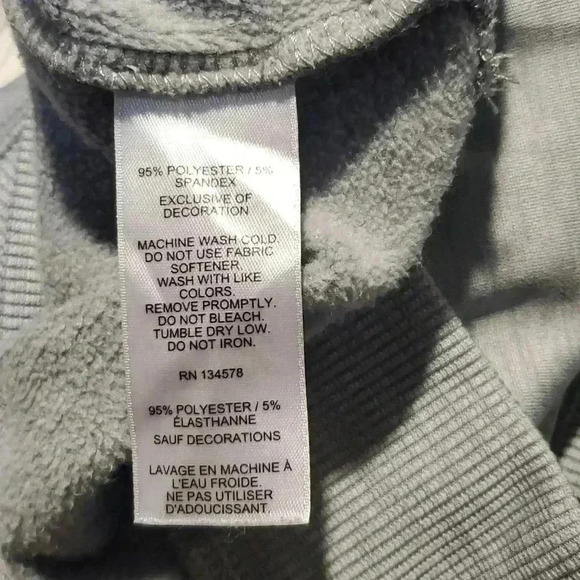 95% POLYESTER / 5%
SPANDEX
EXCLUSIVE OF
DECORATION
MACHINE WASH COLD.
DO NOT USE FABRIC
SOFTENER.
WASH WITH LIKE
COLORS.
REMOVE PROMPTLY.
DO NOT BLEACH.
TUMBLE DRY LOW.
DO NOT IRON.
RN 134578
95% POLYESTER / 5%
ÉLASTHANNE
SAUF DECORATIONS
LAVAGE EN MACHINE À
L'EAU FROIDE.
NE PAS UTILISER
D'ADOUCISSANT.